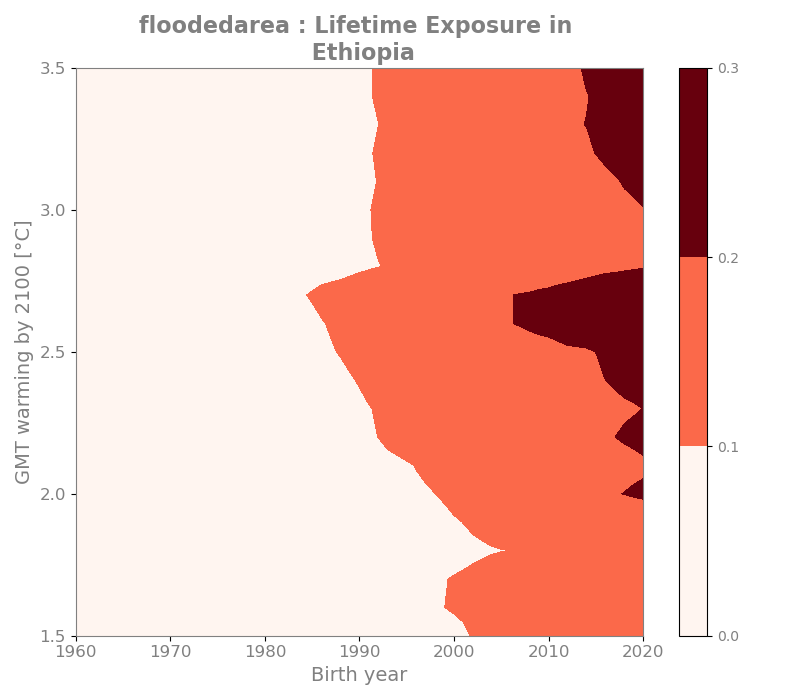 floodedarea : Lifetime Exposure in
Ethiopia
3.5
3.0
2.5
2.0
1.5
GMT warming by 2100 [°C]
1960 1970 1980 1990 2000 2010 2020
Birth year
0.3
0.2
0.1
0.0